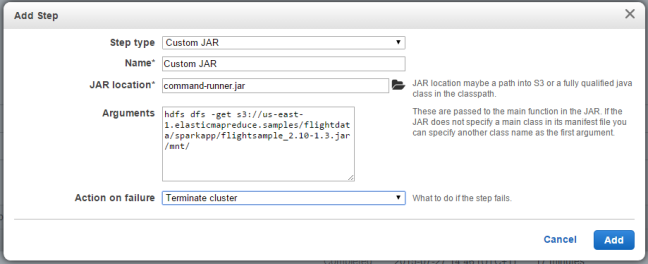 Add Step
Step type Custom JAR
Name* Custom JAR
JAR location* command-runner.jar
JAR location maybe a path into S3 or a fully qualified java
class in the classpath.
Arguments
hdfs dfs -get s3://us-east-
1.elasticmapreduce.samples/flightdat
a/sparkapp/flightsample_2.10-1.3.jar
/mnt/
These are passed to the main function in the JAR. If the
JAR does not specify a main class in its manifest file you
can specify another class name as the first argument.
Action on failure Terminate cluster
What to do if the step fails.
Cancel Add